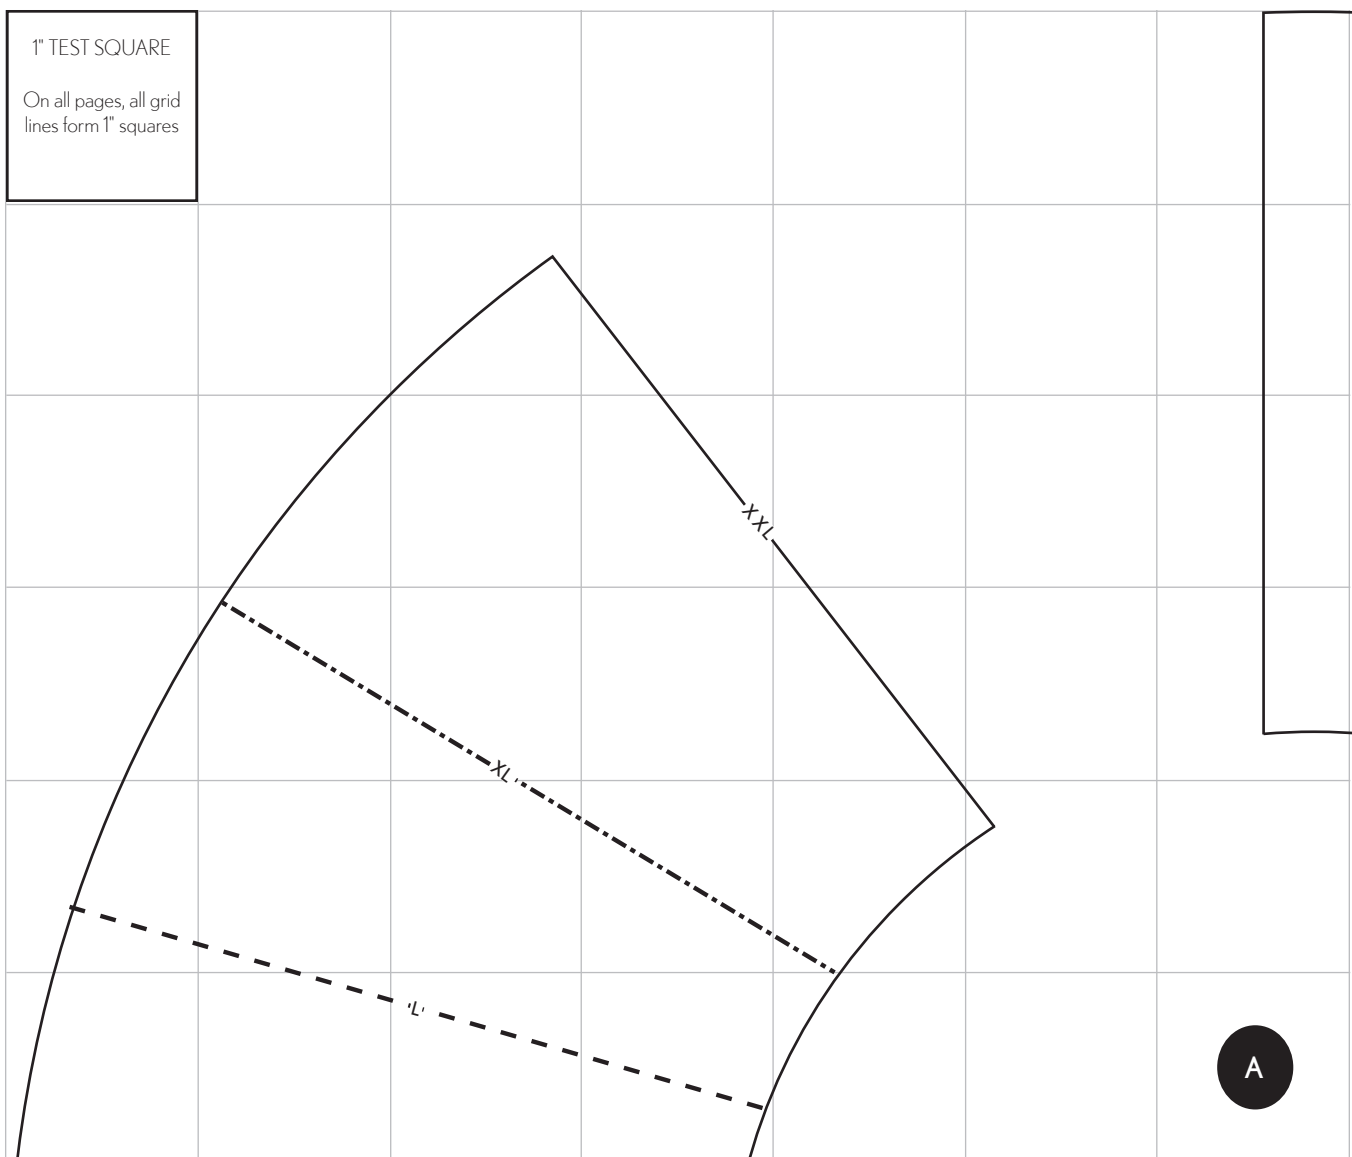 1" TEST SQUARE
On all pages, all grid
lines form 1" squares
XXL
XL
L
A